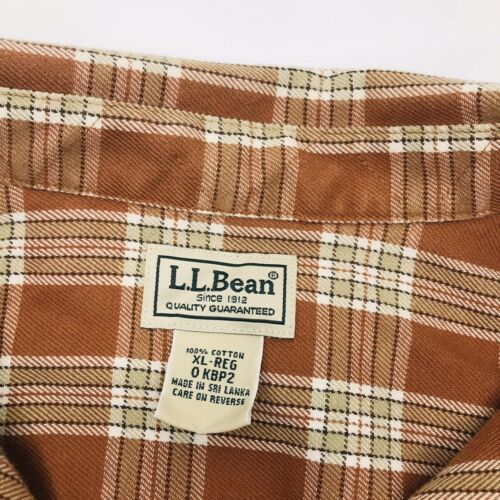 L.L.Bean®
Since 1912
QUALITY GUARANTEED
100% COTTON
XL-REG
0 KBP2
MADE IN SRI LANKA
CARE ON REVERSE